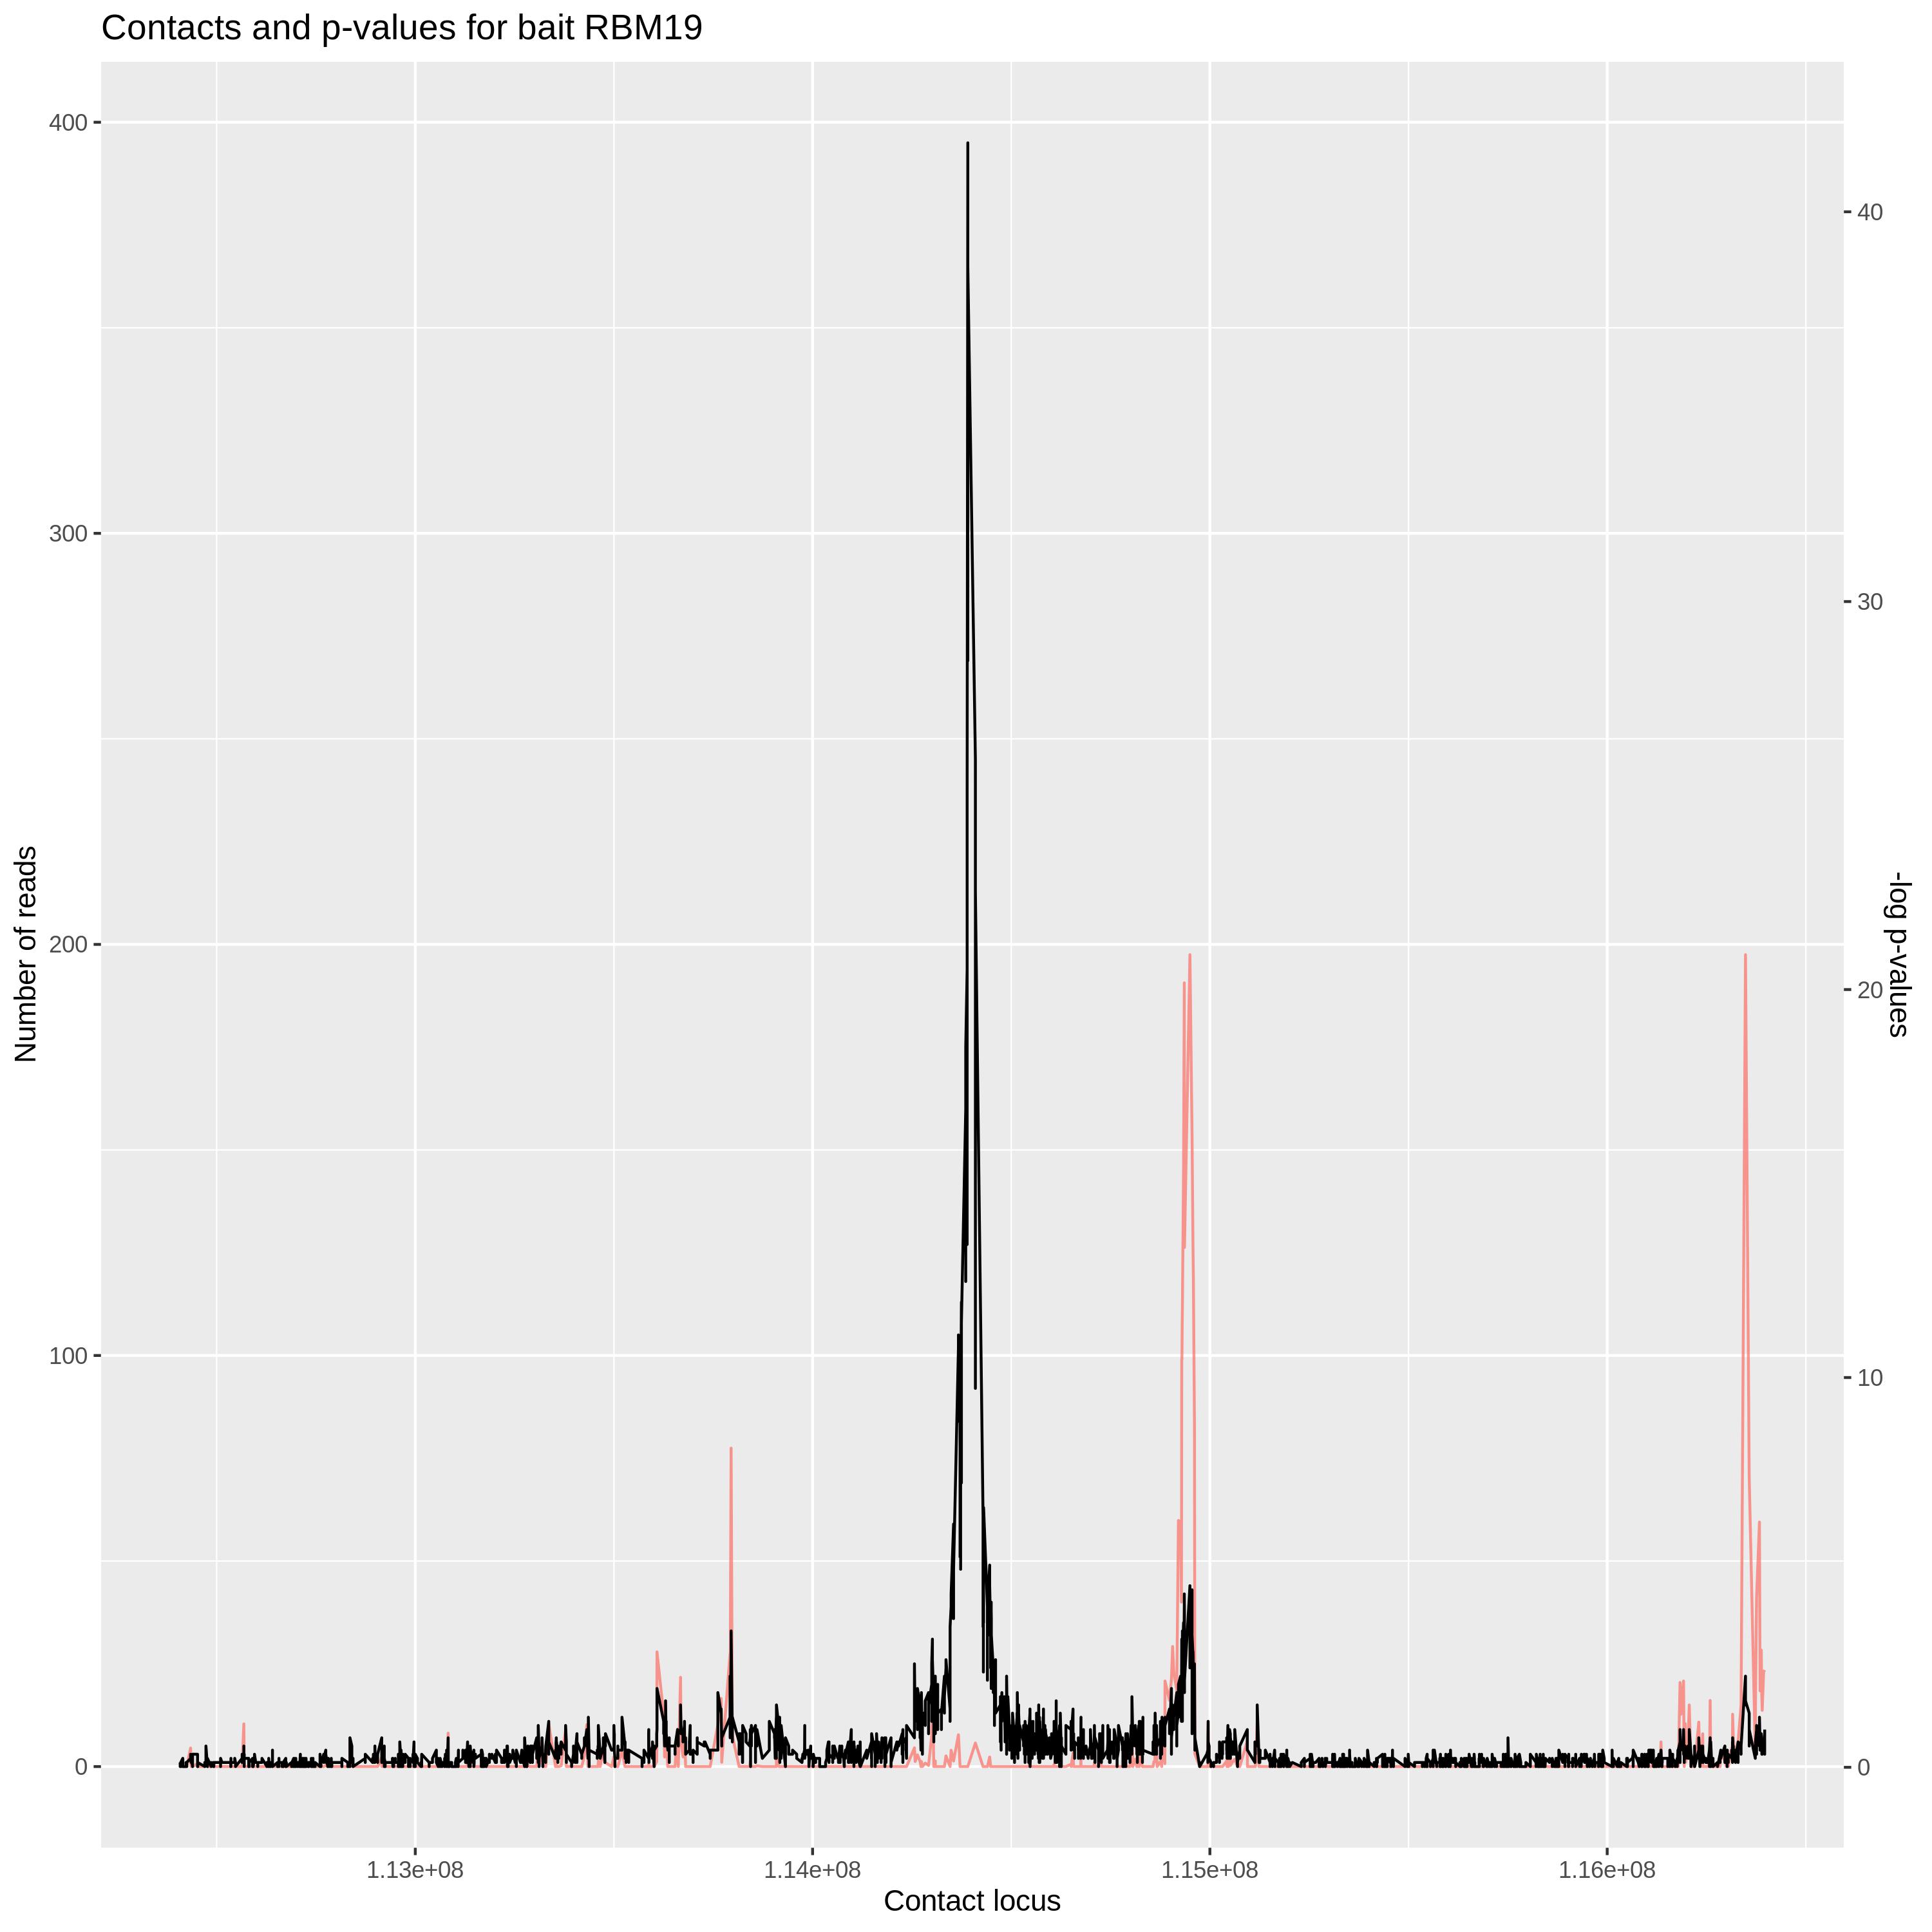 Contacts and p-values for bait RBM19
400
300
200
100
0
Number of reads
40
30
20
10
0
-log p-values
1.13e+08
1.14e+08
1.15e+08
1.16e+08
Contact locus